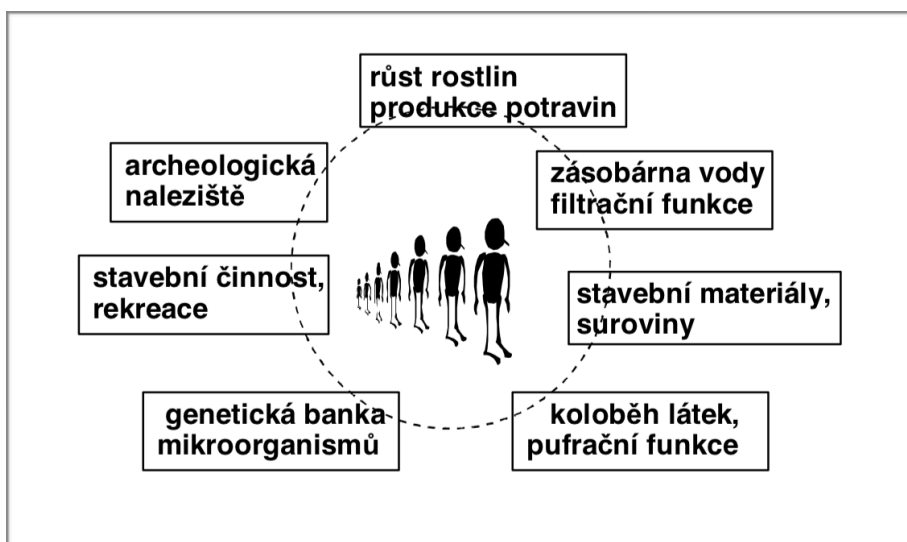 růst rostlin
produkce potravin
archeologická
naleziště
zásobárna vody
filtrační funkce
stavební činnost,
rekreace
stavební materiály,
suroviny
genetická banka
mikroorganismů
koloběh látek,
pufrační funkce